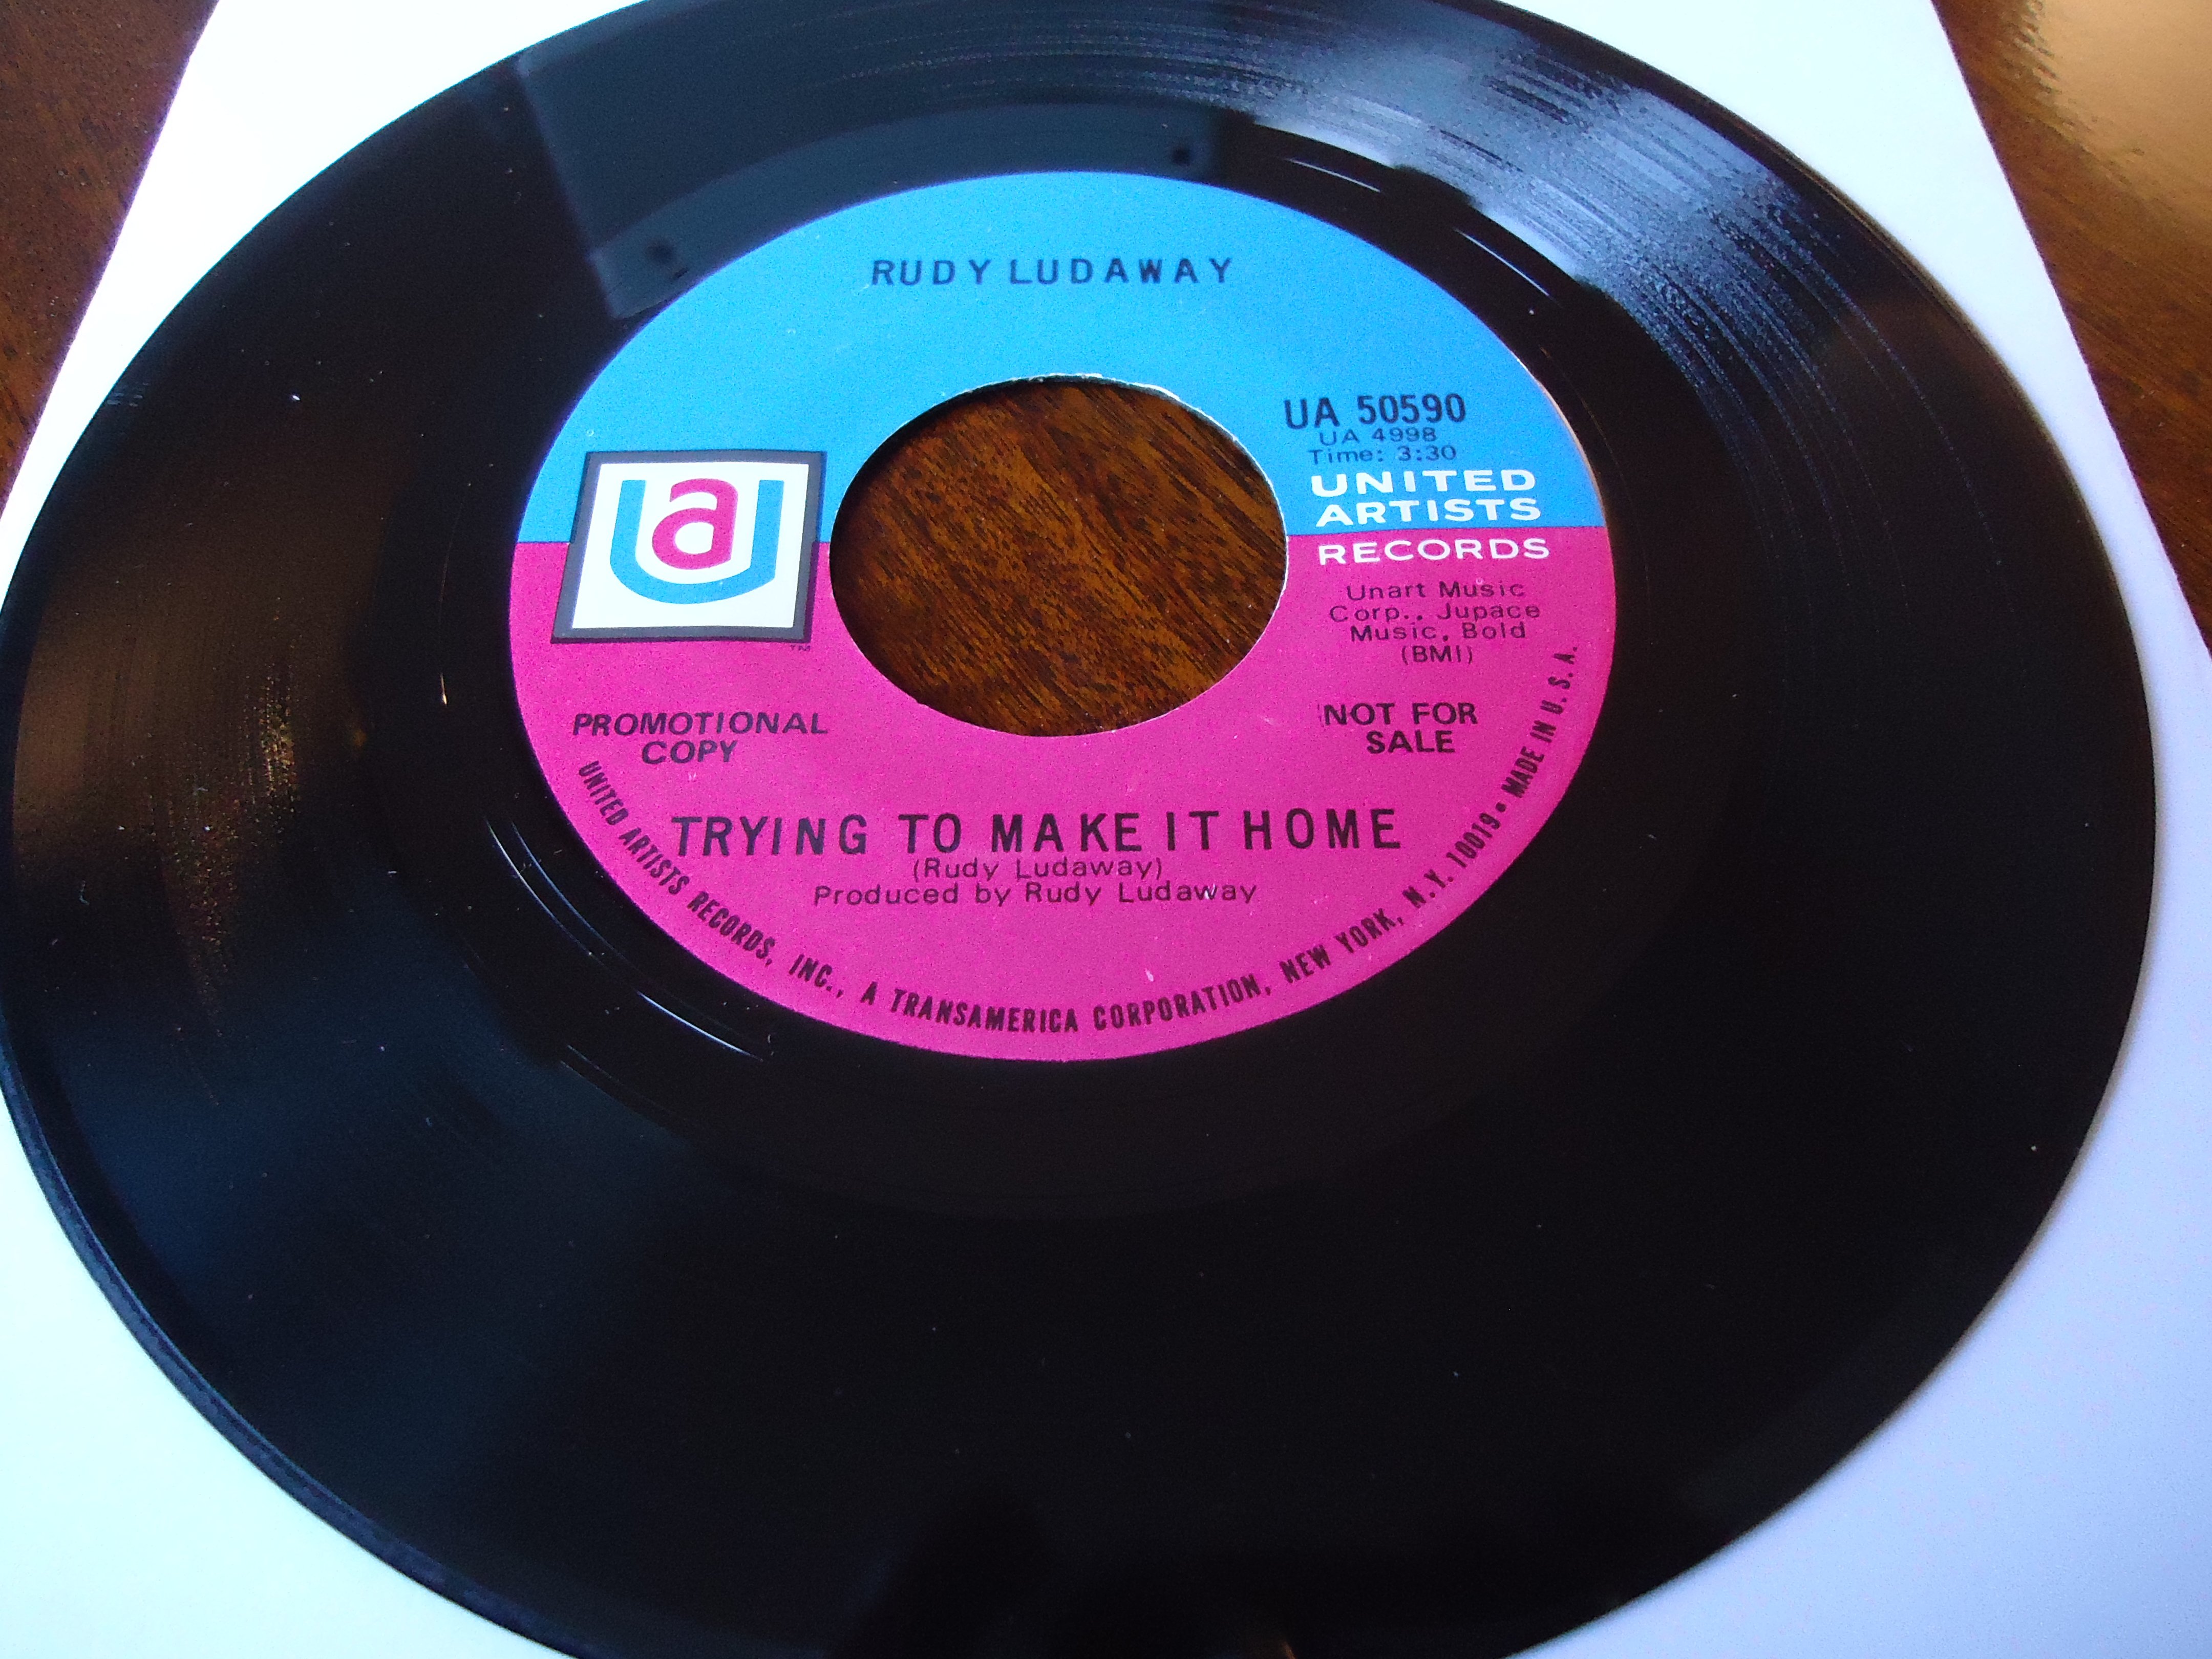 RUDY LUDAWAY
UA 50590
UA 4998
Time: 3:30
UNITED
ARTISTS
RECORDS
ua
TM
Unart Music
Corp., Jupace
Music, Bold
(BMI)
PROMOTIONAL
COPY
NOT FOR
SALE
TRYING TO MAKE IT HOME
(Rudy Ludaway)
Produced by Rudy Ludaway
UNITED ARTISTS RECORDS, INC., A TRANSAMERICA CORPORATION, NEW YORK, N.Y. 10019 • MADE IN U.S.A.